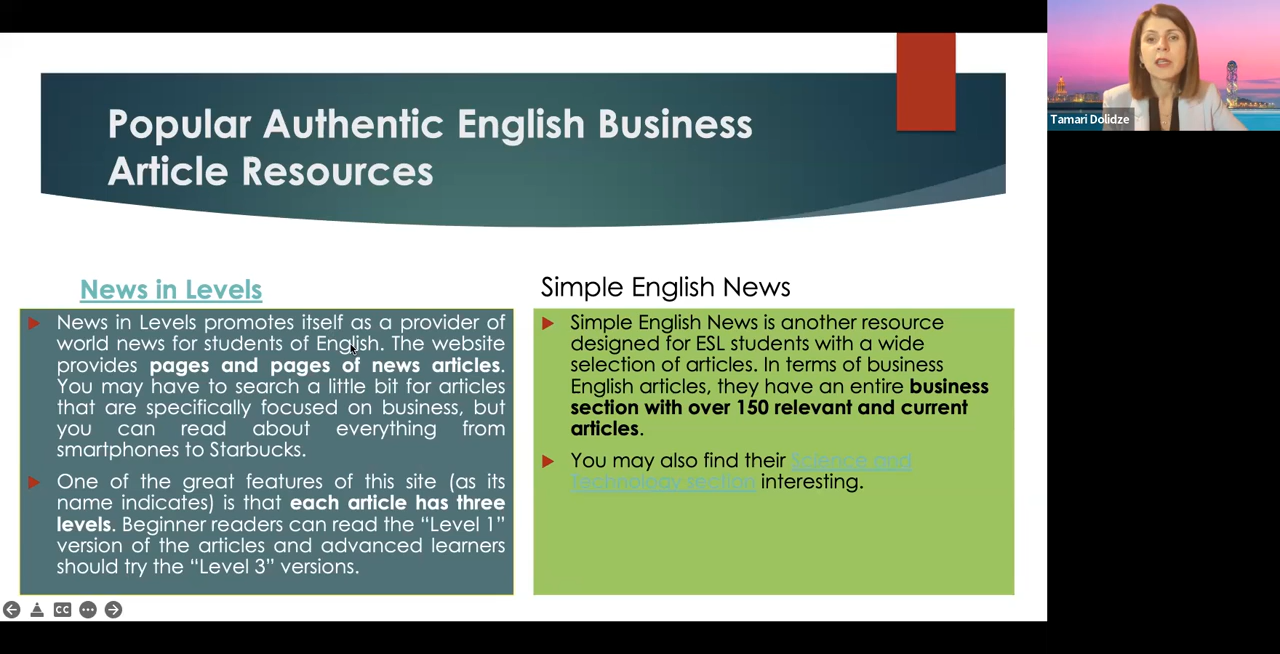 Popular Authentic English Business
Article Resources
Tamari Dolidze
News in Levels
News in Levels promotes itself as a provider of
world news for students of English. The website
provides pages and pages of news articles.
You may have to search a little bit for articles
that are specifically focused on business, but
you can read about everything from
smartphones to Starbucks.
One of the great features of this site (as its
name indicates) is that each article has three
levels. Beginner readers can read the “Level 1”
version of the articles and advanced learners
should try the “Level 3” versions.
Simple English News
Simple English News is another resource
designed for ESL students with a wide
selection of articles. In terms of business
English articles, they have an entire business
section with over 150 relevant and current
articles.
You may also find their Science and
Technology section interesting.
CC